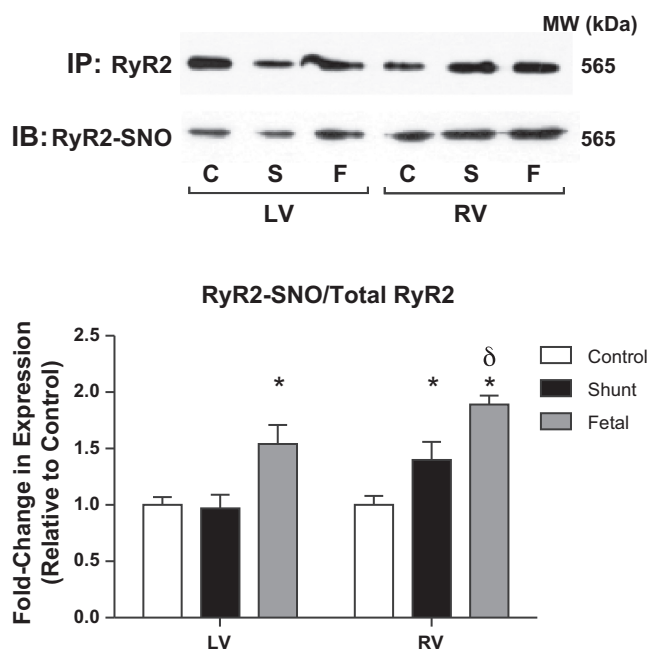 MW (kDa)
IP: RyR2 565
IB: RyR2-SNO 565
C S F C S F
LV RV
RyR2-SNO/Total RyR2
Fold-Change in Expression
(Relative to Control)
2.5
2.0
1.5
1.0
0.5
0.0
* * δ *
LV RV
Control
Shunt
Fetal